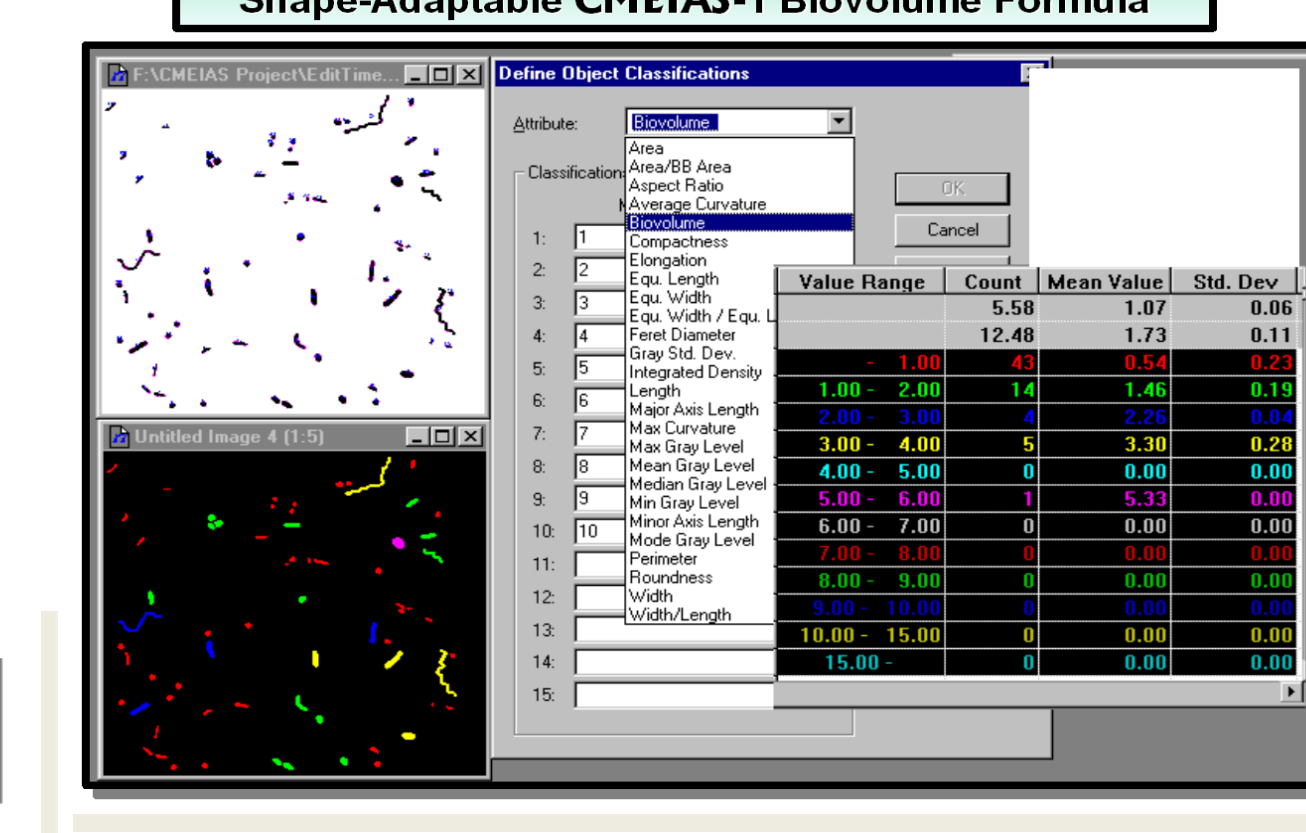 Shape-Adaptable CMEIAS-1 Biovolume Formula
F:\CMEIAS Project\EditTime...
Define Object Classifications
Attribute: Biovolume
Area
Area/BB Area
Aspect Ratio
Average Curvature
Biovolume
Compactness
Elongation
Equ. Length
Equ. Width
Equ. Width / Equ. L
Feret Diameter
Gray Std. Dev.
Integrated Density
Length
Major Axis Length
Max Curvature
Max Gray Level
Mean Gray Level
Median Gray Level
Min Gray Level
Minor Axis Length
Mode Gray Level
Perimeter
Roundness
Width
Width/Length
Classification
1: 1
2: 2
3: 3
4: 4
5: 5
6: 6
7: 7
8: 8
9: 9
10: 10
11:
12:
13:
14:
15:
OK
Cancel
Untitled Image 4 (1:5)
Value Range Count Mean Value Std. Dev
5.58 1.07 0.06
12.48 1.73 0.11
- 1.00 43 0.54 0.23
1.00 - 2.00 14 1.46 0.19
2.00 - 3.00 4 2.26 0.04
3.00 - 4.00 5 3.30 0.28
4.00 - 5.00 0 0.00 0.00
5.00 - 6.00 1 5.33 0.00
6.00 - 7.00 0 0.00 0.00
7.00 - 8.00 0 0.00 0.00
8.00 - 9.00 0 0.00 0.00
9.00 - 10.00 0 0.00 0.00
10.00 - 15.00 0 0.00 0.00
15.00 - 0 0.00 0.00